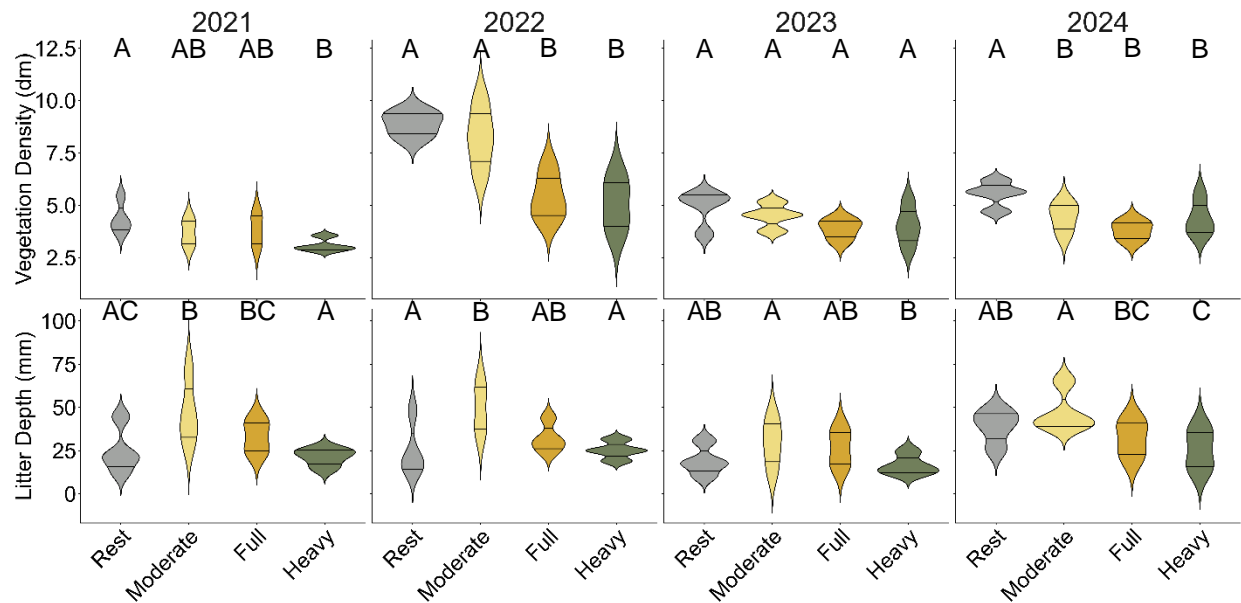 2021 2022 2023 2024
Vegetation Density (dm)
12.5 A AB AB B A A B B A A A A A B B B
10.0
7.5
5.0
2.5
Litter Depth (mm)
AC B BC A A B AB A AB A AB B AB A BC C
100
75
50
25
0
Rest Moderate Full Heavy Rest Moderate Full Heavy Rest Moderate Full Heavy Rest Moderate Full Heavy